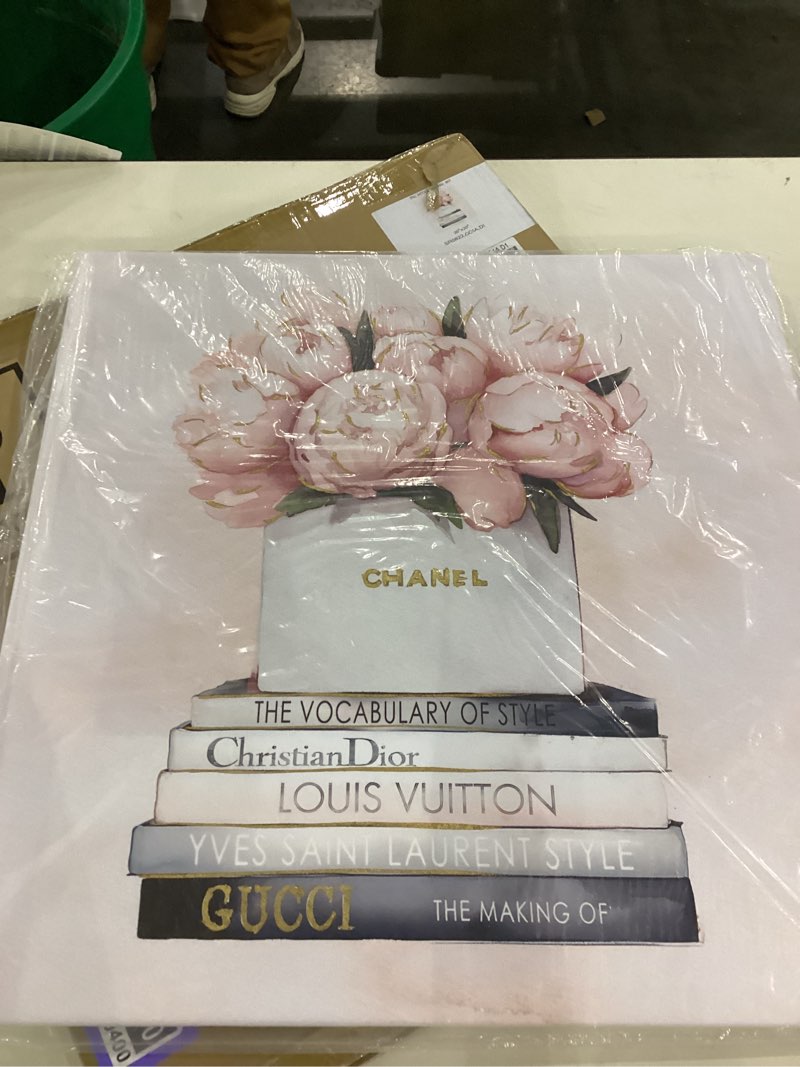 CHANEL
THE VOCABULARY OF STYLE
ChristianDior
LOUIS VUITTON
YVES SAINT LAURENT STYLE
GUCCI THE MAKING OF